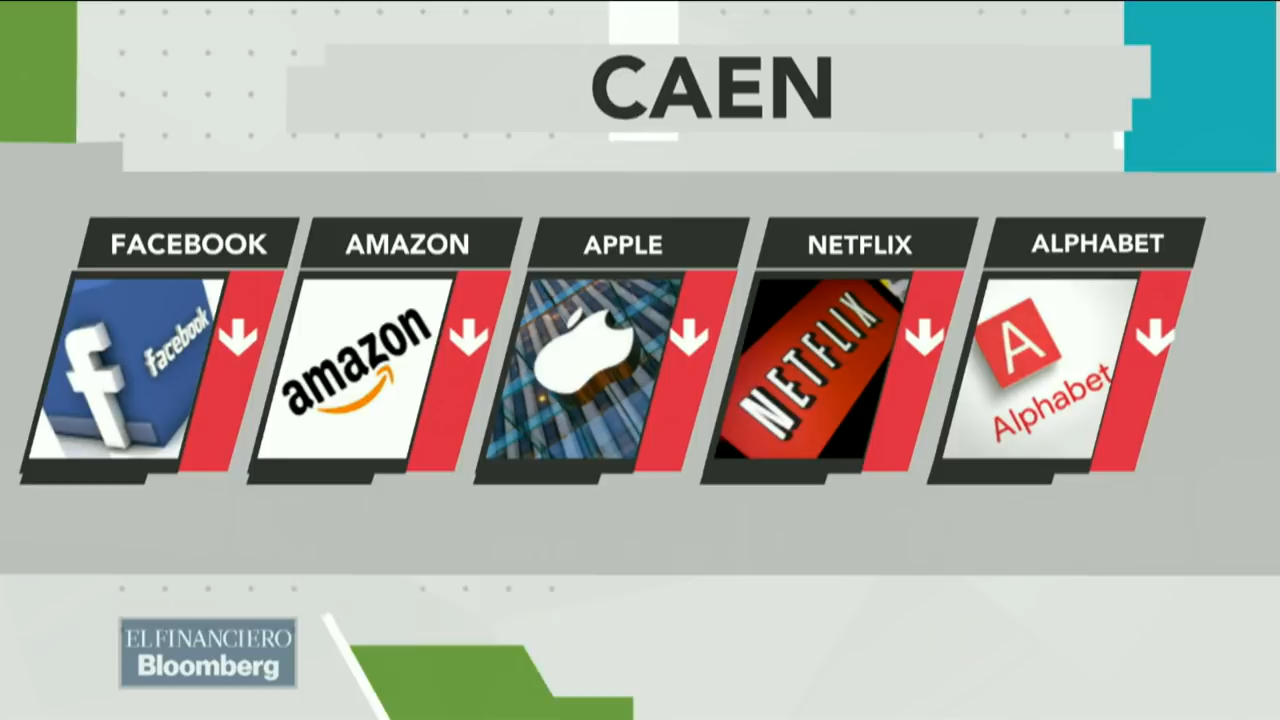 CAEN
FACEBOOK
AMAZON
APPLE
NETFLIX
ALPHABET
f
facebook
amazon
NETFLIX
A
Alphabet
EL FINANCIERO
Bloomberg